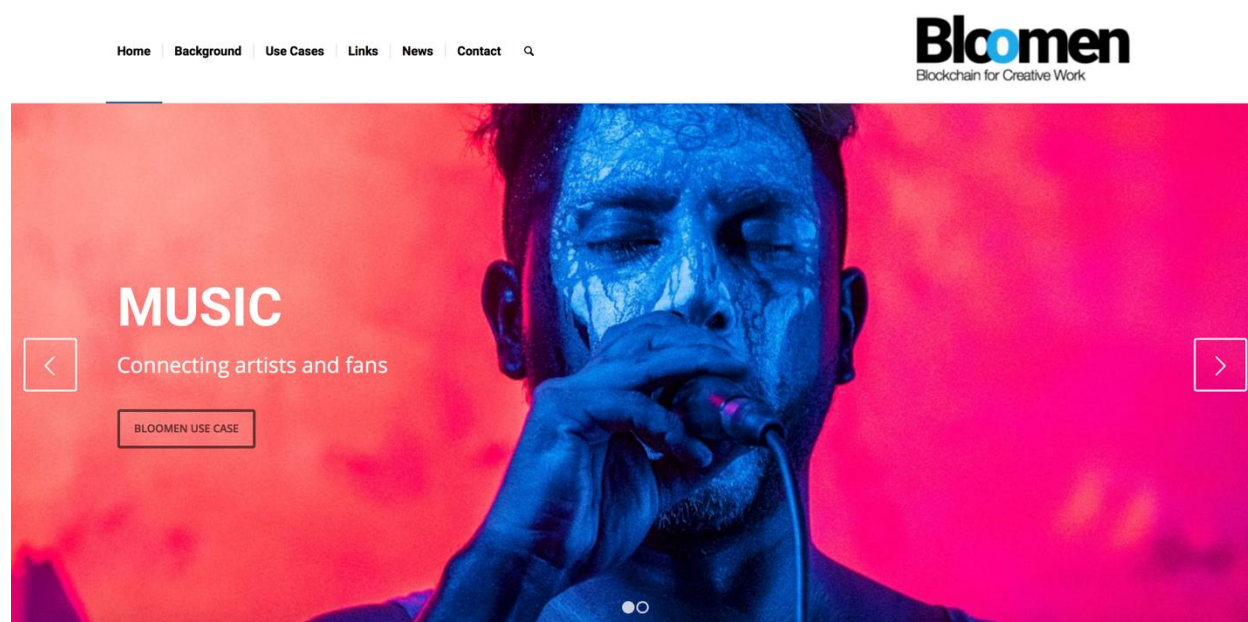 Home Background Use Cases Links News Contact
Bloomen
Blockchain for Creative Work
MUSIC
Connecting artists and fans
BLOOMEN USE CASE